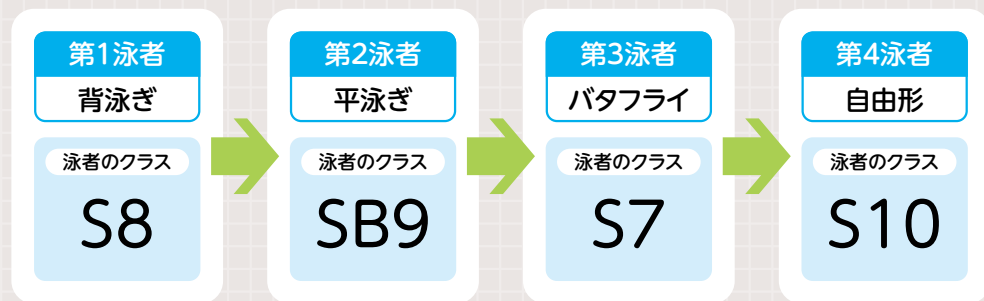 第1泳者
背泳ぎ
泳者のクラス
S8
第2泳者
平泳ぎ
泳者のクラス
SB9
第3泳者
バタフライ
泳者のクラス
S7
第4泳者
自由形
泳者のクラス
S10